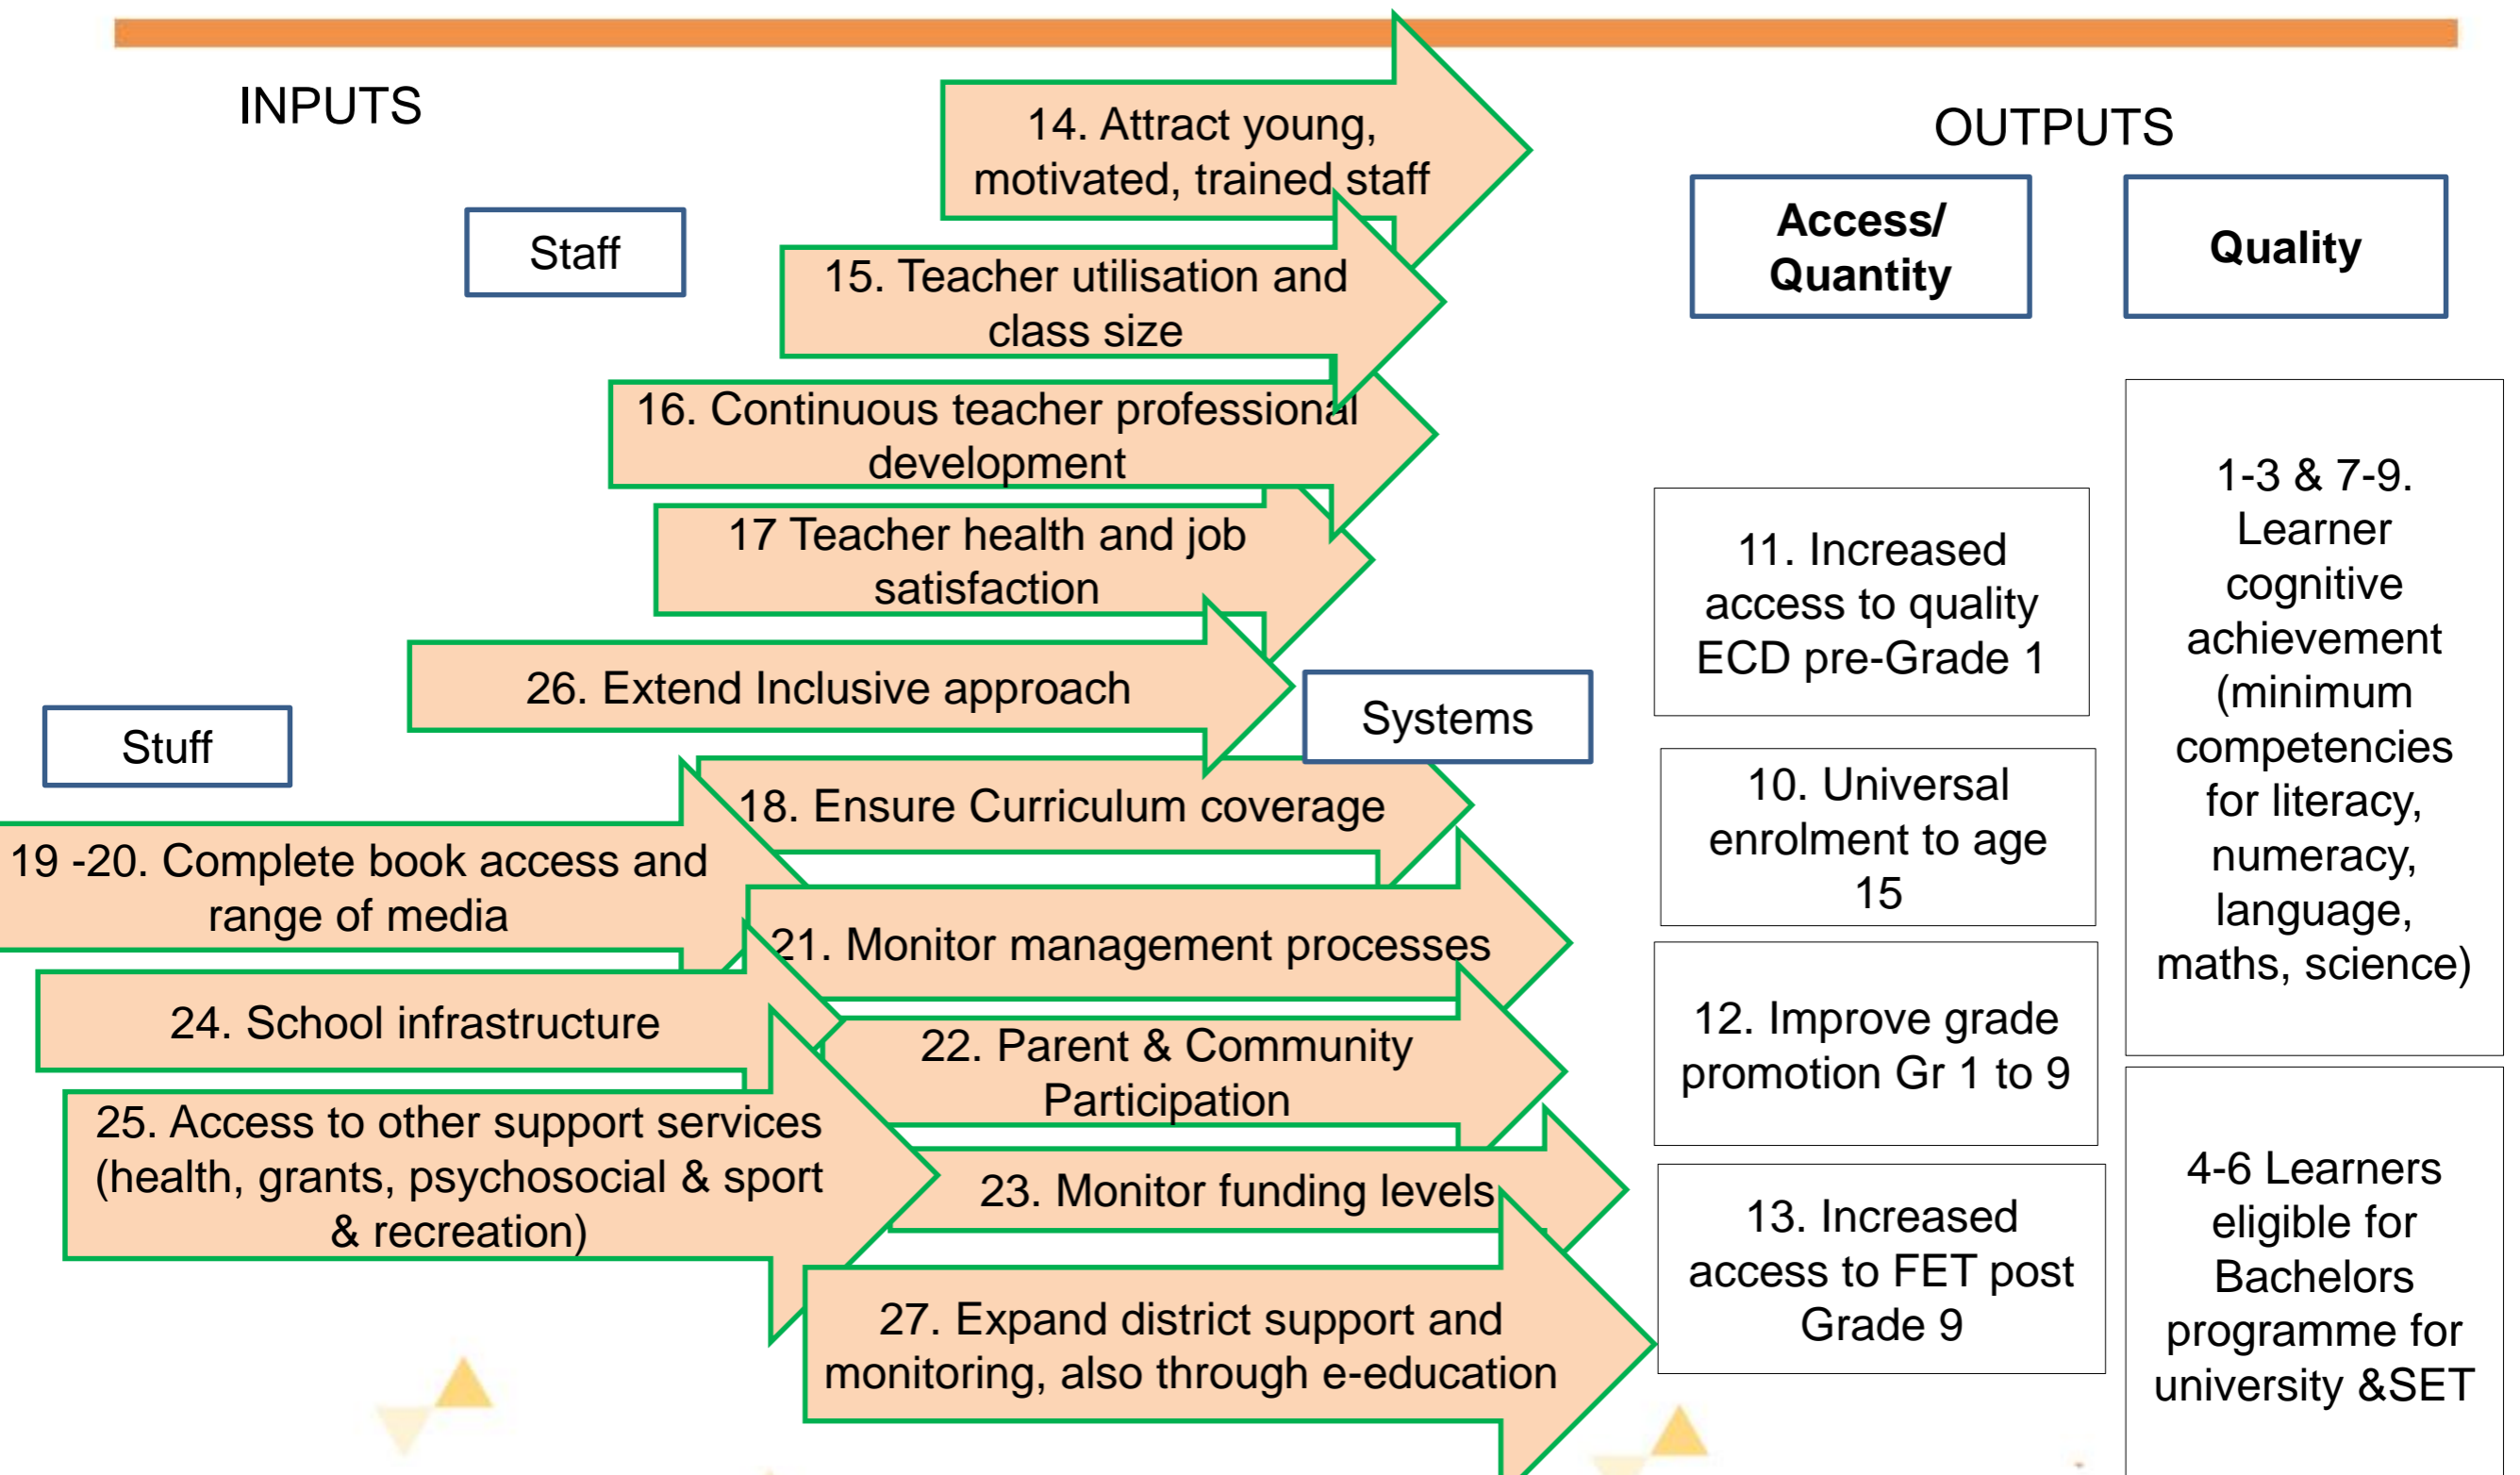 INPUTS
14. Attract young,
motivated, trained staff
Staff
15. Teacher utilisation and
class size
16. Continuous teacher professional
development
17 Teacher health and job
satisfaction
26. Extend Inclusive approach
Stuff
Systems
18. Ensure Curriculum coverage
19 -20. Complete book access and
range of media
21. Monitor management processes
24. School infrastructure
22. Parent & Community
Participation
25. Access to other support services
(health, grants, psychosocial & sport
& recreation)
23. Monitor funding levels
27. Expand district support and
monitoring, also through e-education
OUTPUTS
Access/
Quantity
Quality
11. Increased
access to quality
ECD pre-Grade 1
10. Universal
enrolment to age
15
12. Improve grade
promotion Gr 1 to 9
13. Increased
access to FET post
Grade 9
1-3 & 7-9.
Learner
cognitive
achievement
(minimum
competencies
for literacy,
numeracy,
language,
maths, science)
4-6 Learners
eligible for
Bachelors
programme for
university &SET